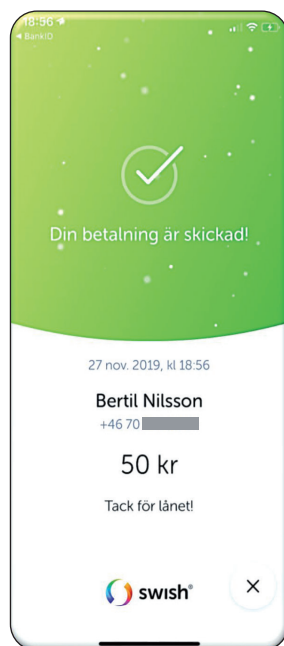 18:56
◀ BankID
Din betalning är skickad!
27 nov. 2019, kl 18:56
Bertil Nilsson
+46 70
50 kr
Tack för lånet!
swish®